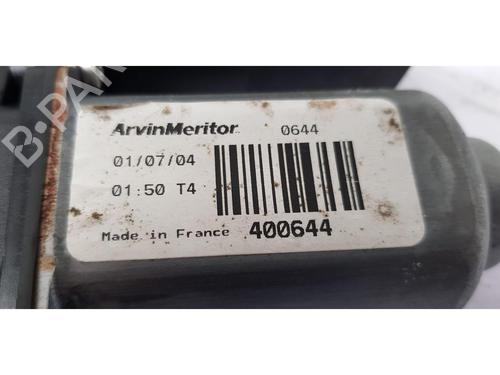 ArvinMeritor 0644
01/07/04
01:50 T4
Made in France 400644
B-PAR